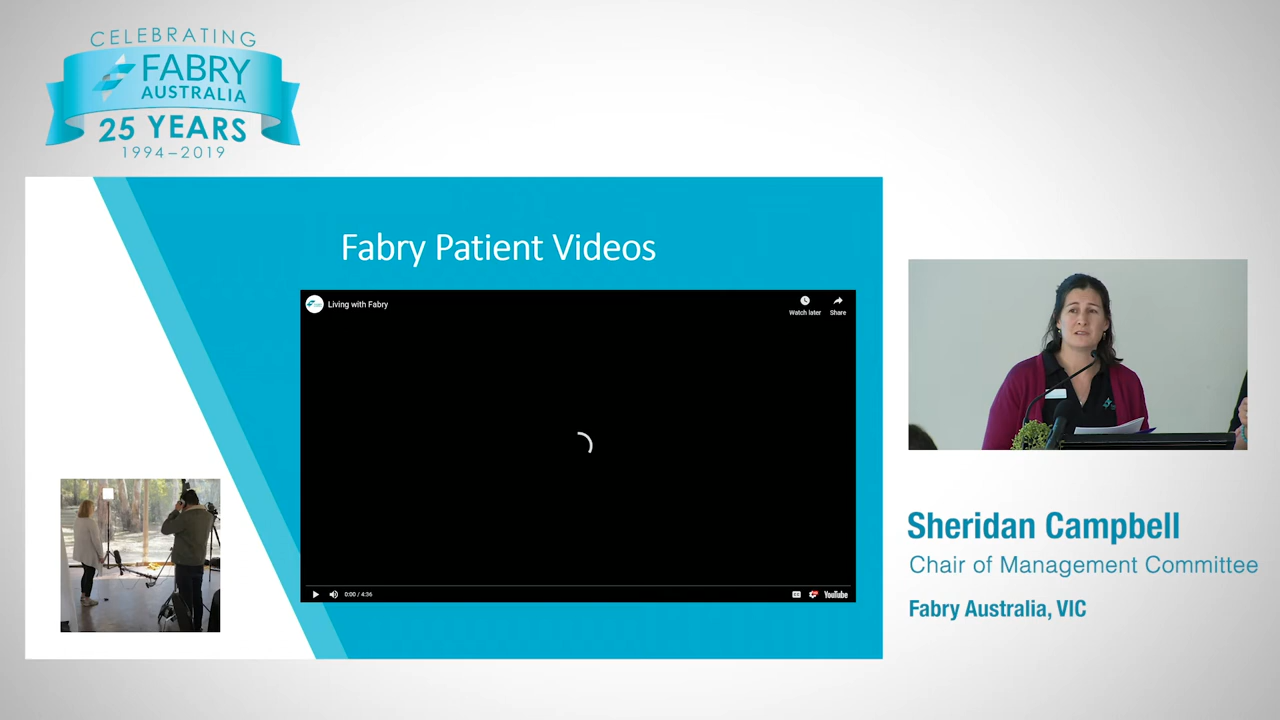 CELEBRATING
FABRY
AUSTRALIA
25 YEARS
1994–2019
Fabry Patient Videos
Living with Fabry
Watch later
Share
0:00 / 4:36
YouTube
Sheridan Campbell
Chair of Management Committee
Fabry Australia, VIC